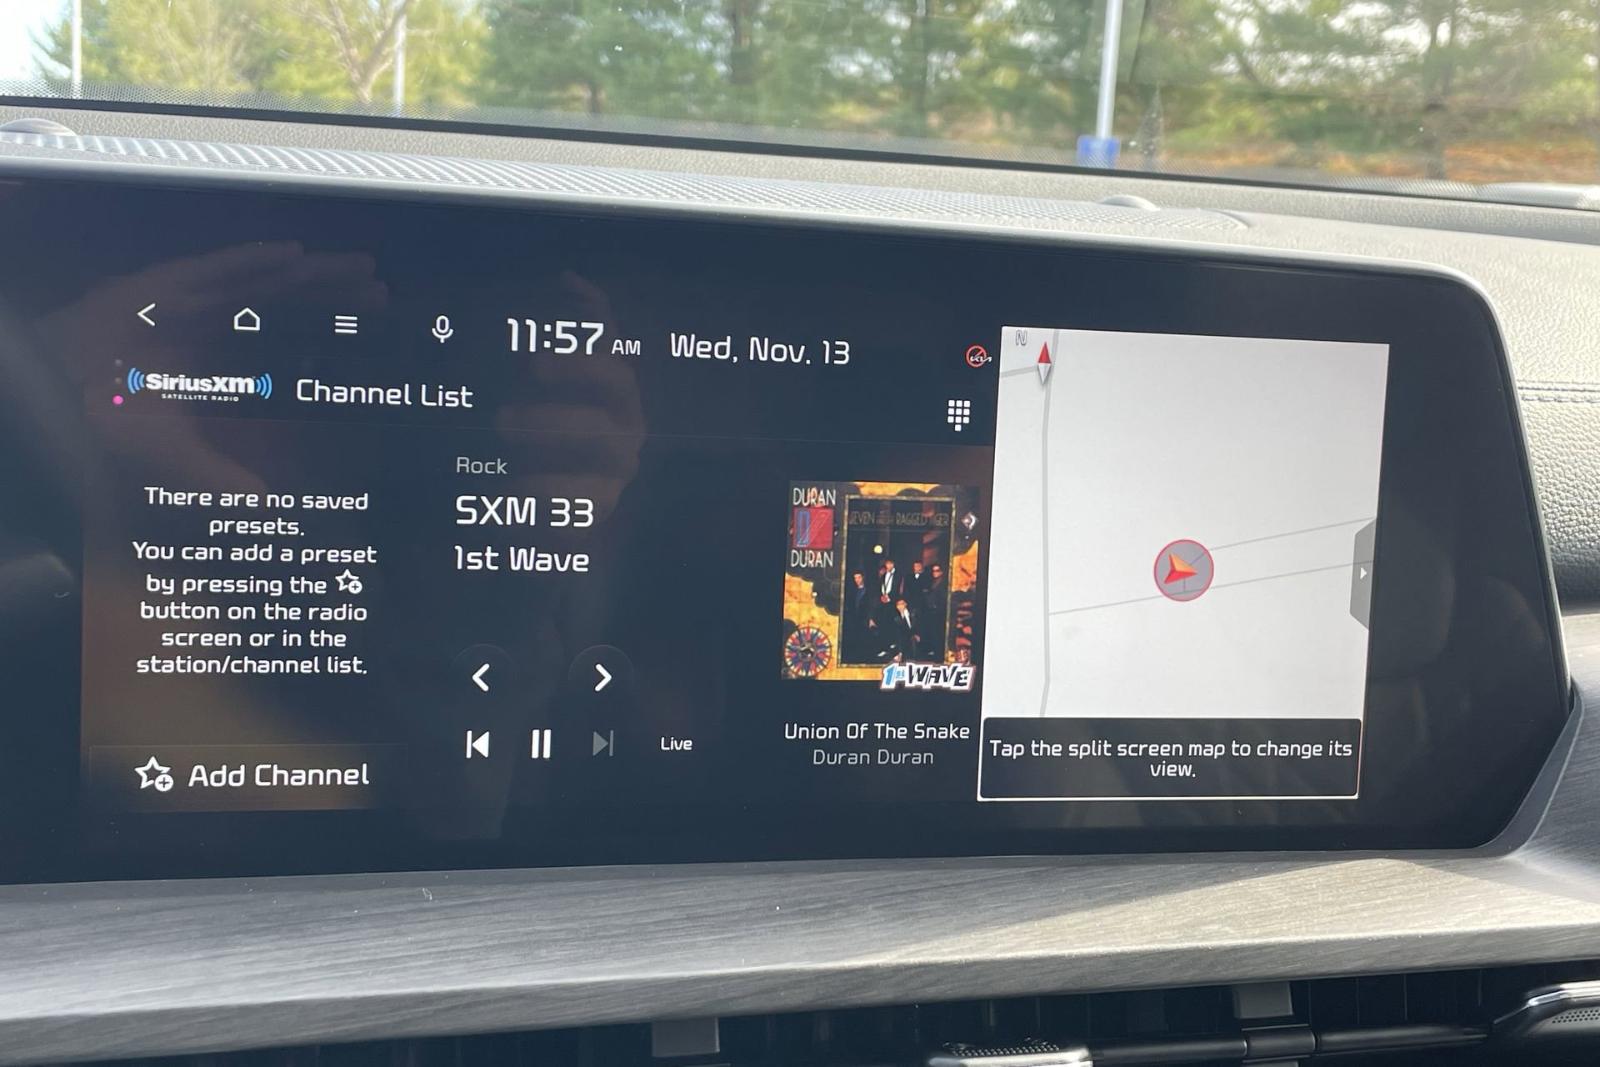 11:57 AM Wed, Nov. 13
SiriusXM
SATELLITE RADIO
Channel List
There are no saved
presets.
You can add a preset
by pressing the
button on the radio
screen or in the
station/channel list.
Add Channel
Rock
SXM 33
1st Wave
Live
DURAN
DURAN
SEVEN AND THE RAGGED TIGER
1st WAVE
Union Of The Snake
Duran Duran
N
Tap the split screen map to change its
view.